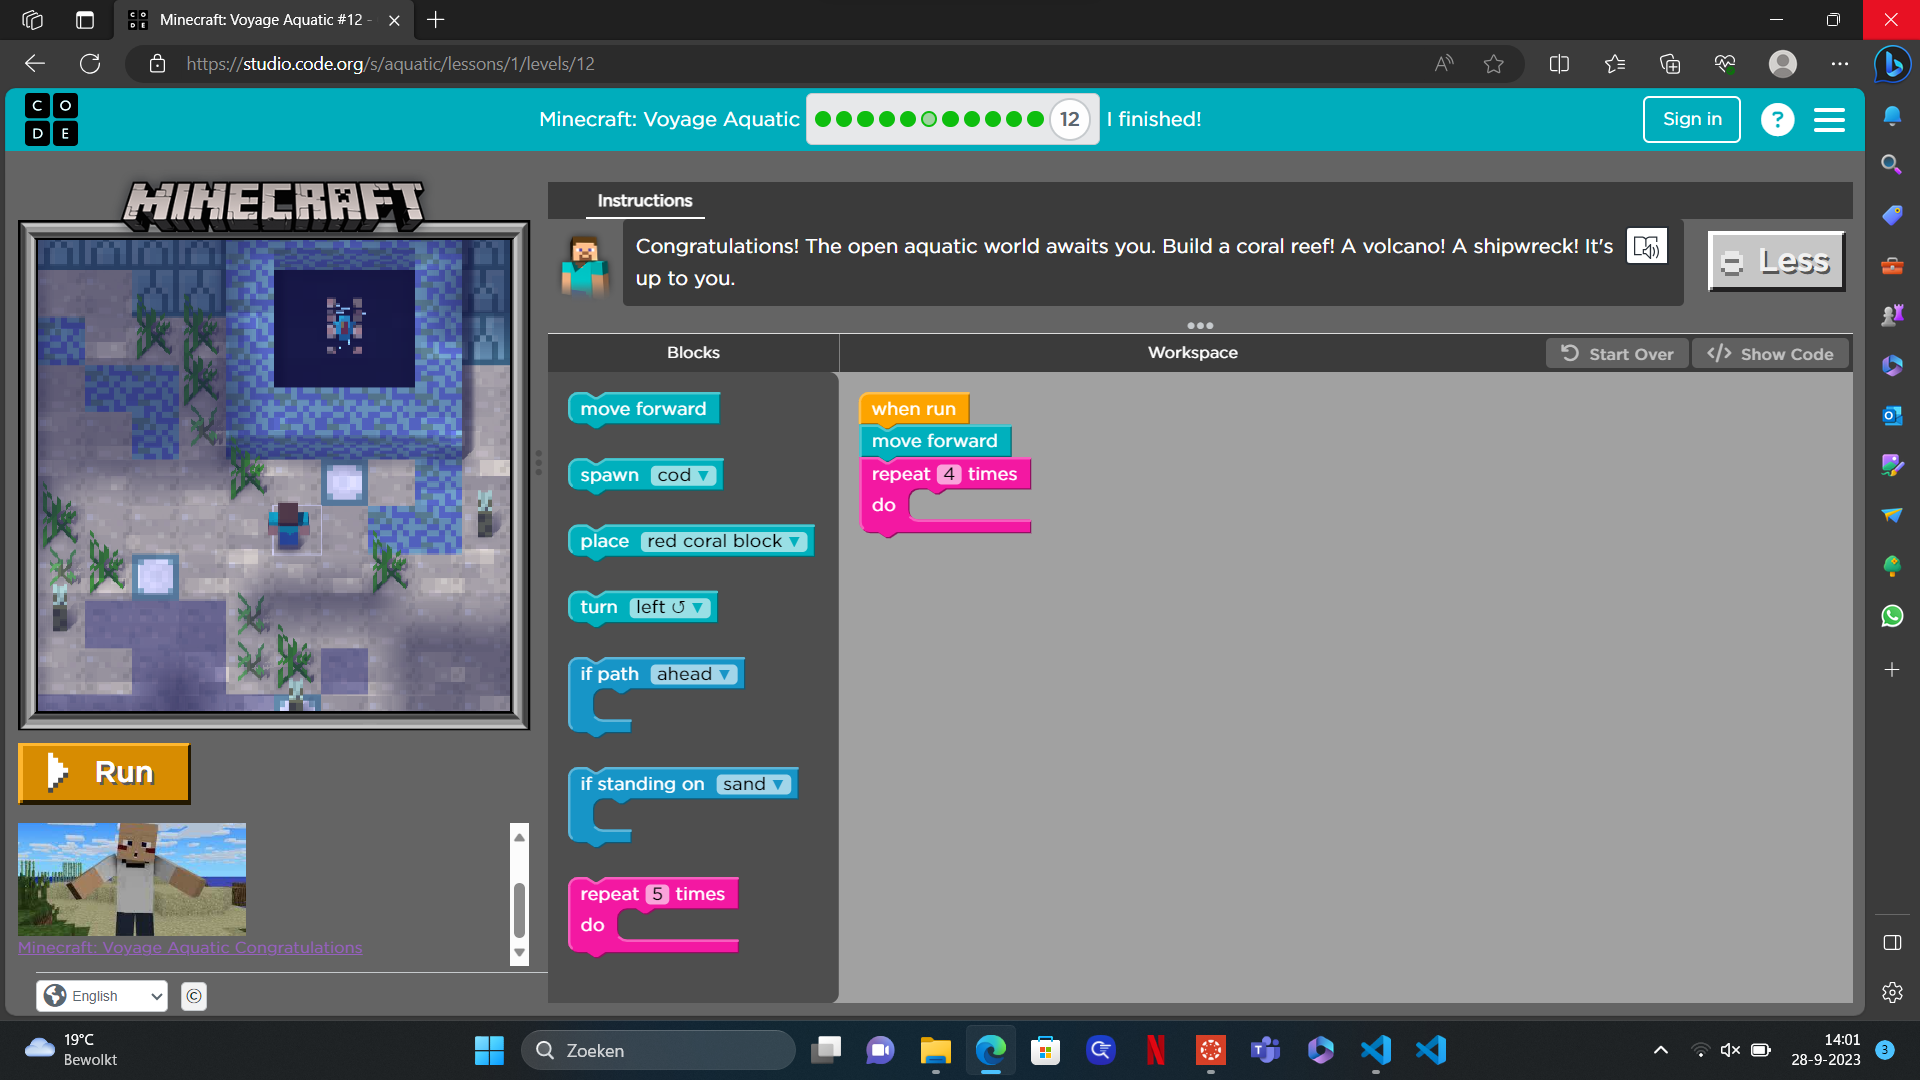 Minecraft: Voyage Aquatic #12 -
https://studio.code.org/s/aquatic/lessons/1/levels/12
C O
D E
Minecraft: Voyage Aquatic
12
I finished!
Sign in
?
MINECRAFT
Instructions
Congratulations! The open aquatic world awaits you. Build a coral reef! A volcano! A shipwreck! It's
up to you.
Less
Blocks
Workspace
Start Over
Show Code
move forward
spawn cod
place red coral block
turn left
if path ahead
if standing on sand
repeat 5 times
do
when run
move forward
repeat 4 times
do
Run
Minecraft: Voyage Aquatic Congratulations
English
©
19°C
Bewolkt
Zoeken
14:01
28-9-2023
3